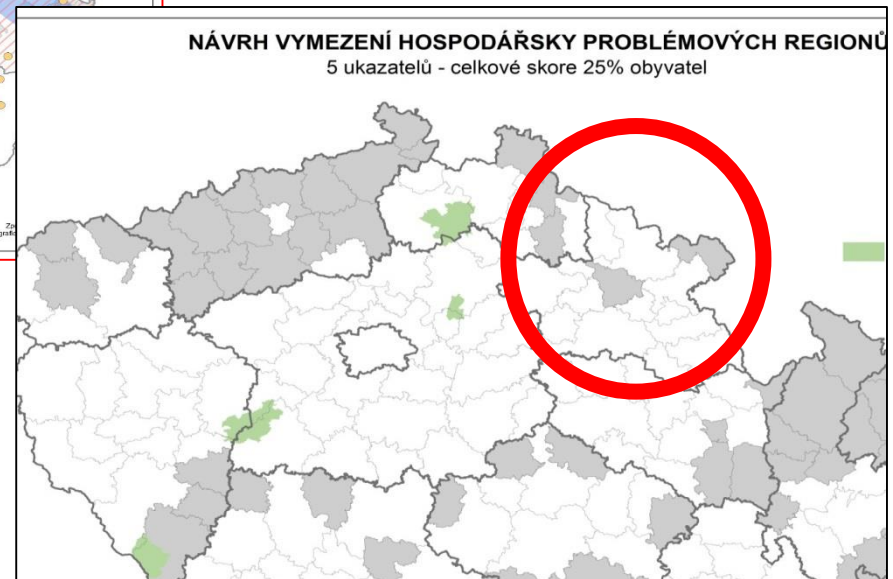 NÁVRH VYMEZENÍ HOSPODÁŘSKY PROBLÉMOVÝCH REGIONŮ
5 ukazatelů - celkové skore 25% obyvatel